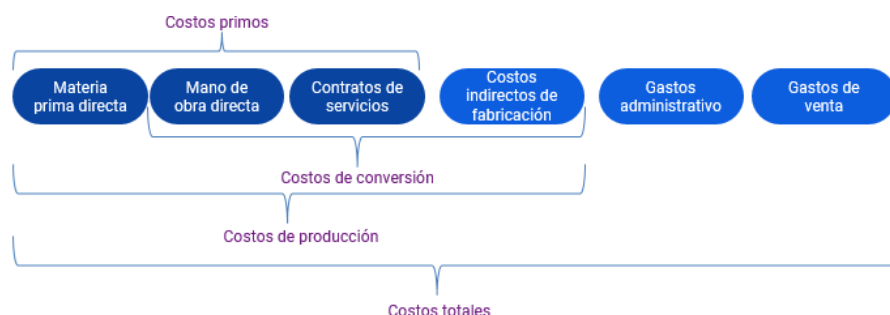 Costos primos
Materia
prima directa
Mano de
obra directa
Contratos de
servicios
Costos
indirectos de
fabricación
Gastos
administrativo
Gastos de
venta
Costos de conversión
Costos de producción
Costos totales